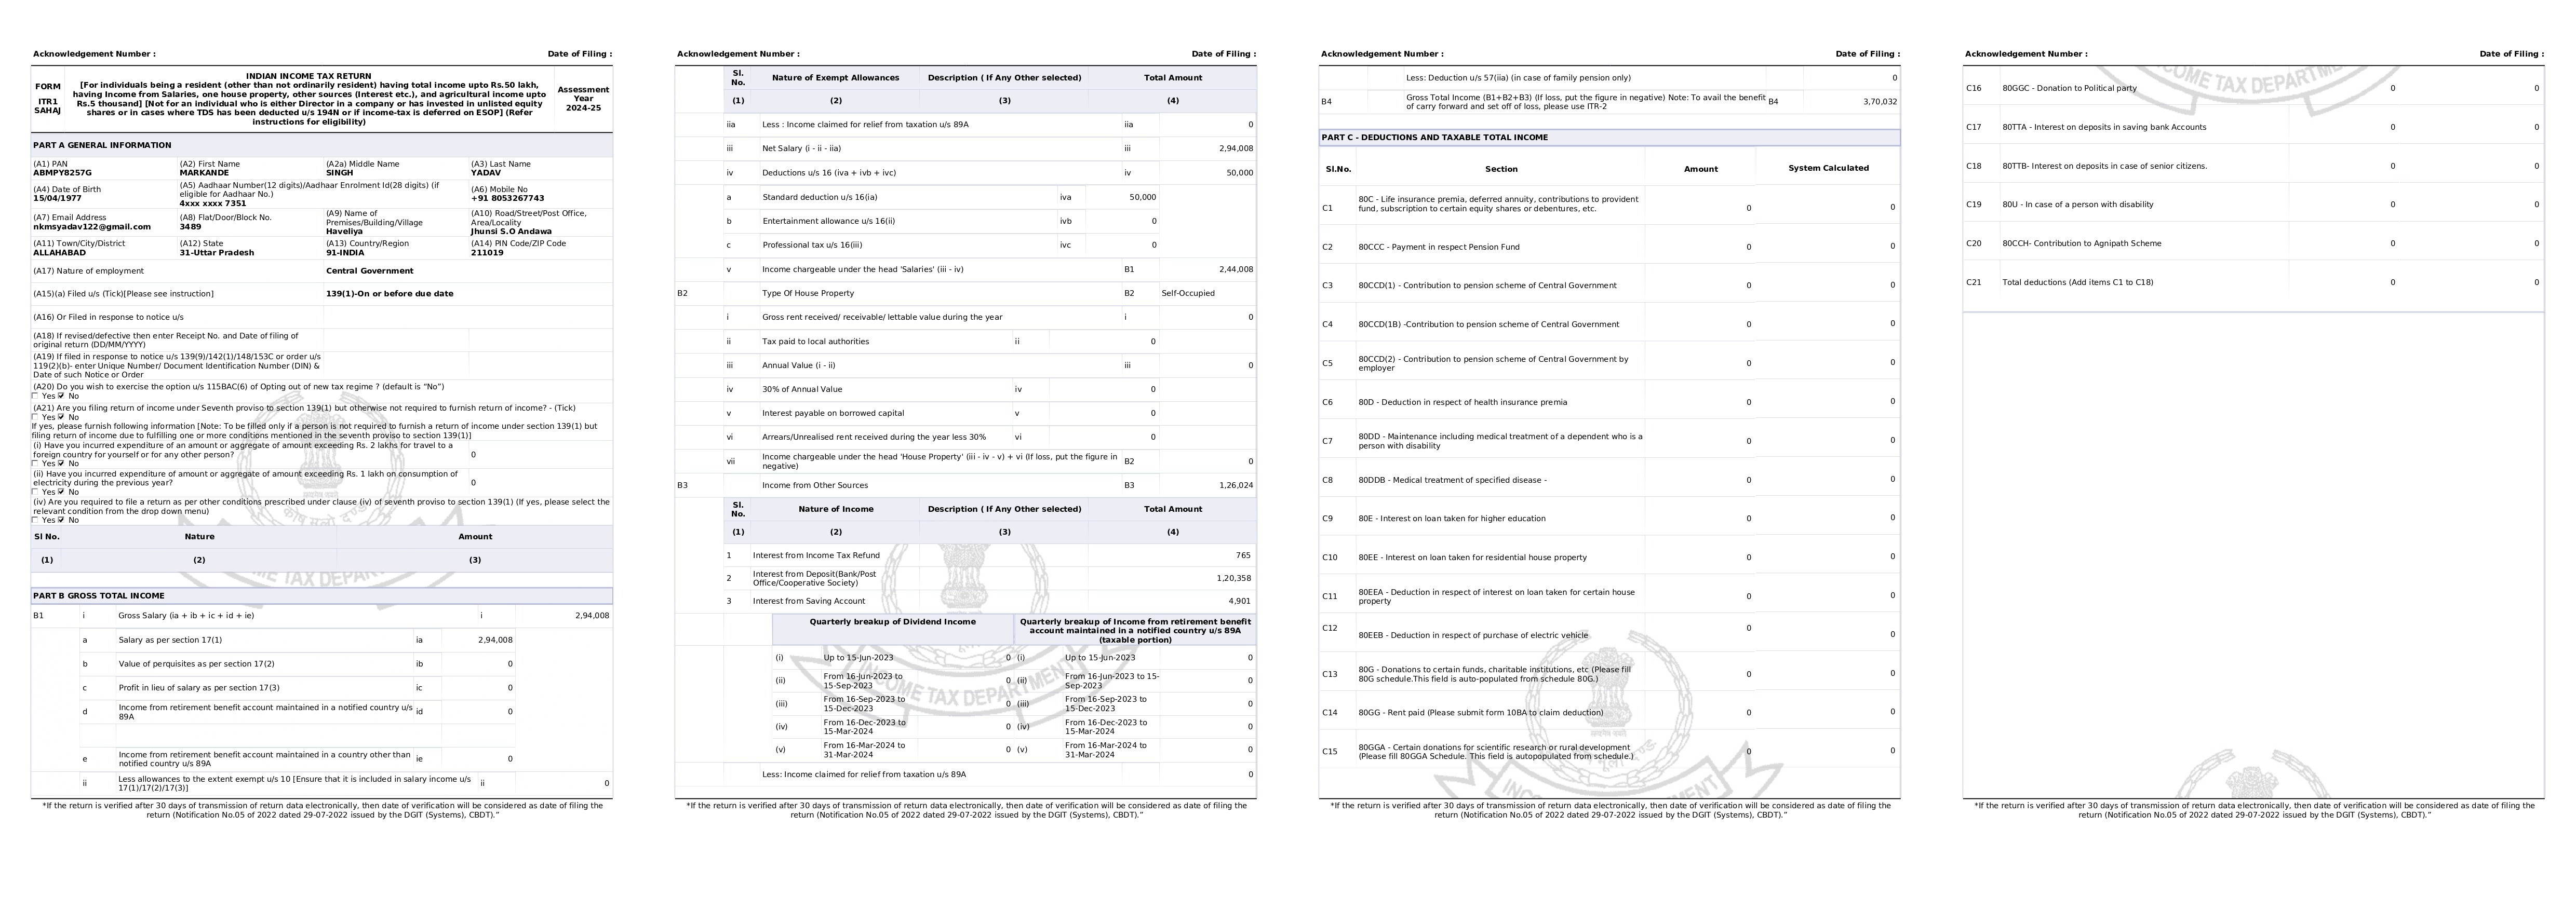 Acknowledgement Number : Date of Filing :
FORM
ITR1
SAHAJ
INDIAN INCOME TAX RETURN
[For individuals being a resident (other than not ordinarily resident) having total income upto Rs.50 lakh,
having Income from Salaries, one house property, other sources (Interest etc.), and agricultural income upto
Rs.5 thousand] [Not for an individual who is either Director in a company or has invested in unlisted equity
shares or in cases where TDS has been deducted u/s 194N or if income-tax is deferred on ESOP] (Refer
instructions for eligibility)
Assessment
Year
2024-25
PART A GENERAL INFORMATION
(A1) PAN
ABMPY8257G
(A2) First Name
MARKANDE
(A2a) Middle Name
SINGH
(A3) Last Name
YADAV
(A4) Date of Birth
15/04/1977
(A5) Aadhaar Number(12 digits)/Aadhaar Enrolment Id(28 digits) (if
eligible for Aadhaar No.)
4xxx xxxx 7351
(A6) Mobile No
+91 8053267743
(A7) Email Address
nkmsyadav122@gmail.com
(A8) Flat/Door/Block No.
3489
(A9) Name of
Premises/Building/Village
Haveliya
(A10) Road/Street/Post Office,
Area/Locality
Jhunsi S.O Andawa
(A11) Town/City/District
ALLAHABAD
(A12) State
31-Uttar Pradesh
(A13) Country/Region
91-INDIA
(A14) PIN Code/ZIP Code
211019
(A17) Nature of employment Central Government
(A15)(a) Filed u/s (Tick)[Please see instruction] 139(1)-On or before due date
(A16) Or Filed in response to notice u/s
(A18) If revised/defective then enter Receipt No. and Date of filing of
original return (DD/MM/YYYY)
(A19) If filed in response to notice u/s 139(9)/142(1)/148/153C or order u/s
119(2)(b)- enter Unique Number/ Document Identification Number (DIN) &
Date of such Notice or Order
(A20) Do you wish to exercise the option u/s 115BAC(6) of Opting out of new tax regime ? (default is “No”)
Yes No
(A21) Are you filing return of income under Seventh proviso to section 139(1) but otherwise not required to furnish return of income? - (Tick)
Yes No
If yes, please furnish following information [Note: To be filled only if a person is not required to furnish a return of income under section 139(1) but
filing return of income due to fulfilling one or more conditions mentioned in the seventh proviso to section 139(1)]
(i) Have you incurred expenditure of an amount or aggregate of amount exceeding Rs. 2 lakhs for travel to a
foreign country for yourself or for any other person? 0
Yes No
(ii) Have you incurred expenditure of amount or aggregate of amount exceeding Rs. 1 lakh on consumption of
electricity during the previous year? 0
Yes No
(iv) Are you required to file a return as per other conditions prescribed under clause (iv) of seventh proviso to section 139(1) (If yes, please select the
relevant condition from the drop down menu)
Yes No
Sl No. Nature Amount
(1) (2) (3)
PART B GROSS TOTAL INCOME
B1 i Gross Salary (ia + ib + ic + id + ie) i 2,94,008
a Salary as per section 17(1) ia 2,94,008
b Value of perquisites as per section 17(2) ib 0
c Profit in lieu of salary as per section 17(3) ic 0
d Income from retirement benefit account maintained in a notified country u/s
89A id 0
e Income from retirement benefit account maintained in a country other than
notified country u/s 89A ie 0
ii Less allowances to the extent exempt u/s 10 [Ensure that it is included in salary income u/s
17(1)/17(2)/17(3)] ii 0
*If the return is verified after 30 days of transmission of return data electronically, then date of verification will be considered as date of filing the
return (Notification No.05 of 2022 dated 29-07-2022 issued by the DGIT (Systems), CBDT).”
Acknowledgement Number : Date of Filing :
Sl.
No. Nature of Exempt Allowances Description ( If Any Other selected) Total Amount
(1) (2) (3) (4)
iia Less : Income claimed for relief from taxation u/s 89A iia 0
iii Net Salary (i - ii - iia) iii 2,94,008
iv Deductions u/s 16 (iva + ivb + ivc) iv 50,000
a Standard deduction u/s 16(ia) iva 50,000
b Entertainment allowance u/s 16(ii) ivb 0
c Professional tax u/s 16(iii) ivc 0
v Income chargeable under the head 'Salaries' (iii - iv) B1 2,44,008
B2 Type Of House Property B2 Self-Occupied
i Gross rent received/ receivable/ lettable value during the year i 0
ii Tax paid to local authorities ii 0
iii Annual Value (i - ii) iii 0
iv 30% of Annual Value iv 0
v Interest payable on borrowed capital v 0
vi Arrears/Unrealised rent received during the year less 30% vi 0
vii Income chargeable under the head 'House Property' (iii - iv - v) + vi (If loss, put the figure in
negative) B2 0
B3 Income from Other Sources B3 1,26,024
Sl.
No. Nature of Income Description ( If Any Other selected) Total Amount
(1) (2) (3) (4)
1 Interest from Income Tax Refund 765
2 Interest from Deposit(Bank/Post
Office/Cooperative Society) 1,20,358
3 Interest from Saving Account 4,901
Quarterly breakup of Dividend Income
Quarterly breakup of Income from retirement benefit
account maintained in a notified country u/s 89A
(taxable portion)
(i) Up to 15-Jun-2023 0 (i) Up to 15-Jun-2023 0
(ii) From 16-Jun-2023 to
15-Sep-2023 0 (ii) From 16-Jun-2023 to 15-
Sep-2023 0
(iii) From 16-Sep-2023 to
15-Dec-2023 0 (iii) From 16-Sep-2023 to
15-Dec-2023 0
(iv) From 16-Dec-2023 to
15-Mar-2024 0 (iv) From 16-Dec-2023 to
15-Mar-2024 0
(v) From 16-Mar-2024 to
31-Mar-2024 0 (v) From 16-Mar-2024 to
31-Mar-2024 0
Less: Income claimed for relief from taxation u/s 89A 0
*If the return is verified after 30 days of transmission of return data electronically, then date of verification will be considered as date of filing the
return (Notification No.05 of 2022 dated 29-07-2022 issued by the DGIT (Systems), CBDT).”
Acknowledgement Number : Date of Filing :
Less: Deduction u/s 57(iia) (in case of family pension only) 0
B4 Gross Total Income (B1+B2+B3) (If loss, put the figure in negative) Note: To avail the benefit
of carry forward and set off of loss, please use ITR-2 B4 3,70,032
PART C - DEDUCTIONS AND TAXABLE TOTAL INCOME
Sl.No. Section Amount System Calculated
C1 80C - Life insurance premia, deferred annuity, contributions to provident
fund, subscription to certain equity shares or debentures, etc. 0 0
C2 80CCC - Payment in respect Pension Fund 0 0
C3 80CCD(1) - Contribution to pension scheme of Central Government 0 0
C4 80CCD(1B) -Contribution to pension scheme of Central Government 0 0
C5 80CCD(2) - Contribution to pension scheme of Central Government by
employer 0 0
C6 80D - Deduction in respect of health insurance premia 0 0
C7 80DD - Maintenance including medical treatment of a dependent who is a
person with disability 0 0
C8 80DDB - Medical treatment of specified disease - 0 0
C9 80E - Interest on loan taken for higher education 0 0
C10 80EE - Interest on loan taken for residential house property 0 0
C11 80EEA - Deduction in respect of interest on loan taken for certain house
property 0 0
C12 80EEB - Deduction in respect of purchase of electric vehicle 0 0
C13 80G - Donations to certain funds, charitable institutions, etc (Please fill
80G schedule.This field is auto-populated from schedule 80G.) 0 0
C14 80GG - Rent paid (Please submit form 10BA to claim deduction) 0 0
C15 80GGA - Certain donations for scientific research or rural development
(Please fill 80GGA Schedule. This field is autopopulated from schedule.) 0 0
*If the return is verified after 30 days of transmission of return data electronically, then date of verification will be considered as date of filing the
return (Notification No.05 of 2022 dated 29-07-2022 issued by the DGIT (Systems), CBDT).”
Acknowledgement Number : Date of Filing :
C16 80GGC - Donation to Political party 0 0
C17 80TTA - Interest on deposits in saving bank Accounts 0 0
C18 80TTB- Interest on deposits in case of senior citizens. 0 0
C19 80U - In case of a person with disability 0 0
C20 80CCH- Contribution to Agnipath Scheme 0 0
C21 Total deductions (Add items C1 to C18) 0 0
*If the return is verified after 30 days of transmission of return data electronically, then date of verification will be considered as date of filing the
return (Notification No.05 of 2022 dated 29-07-2022 issued by the DGIT (Systems), CBDT).”